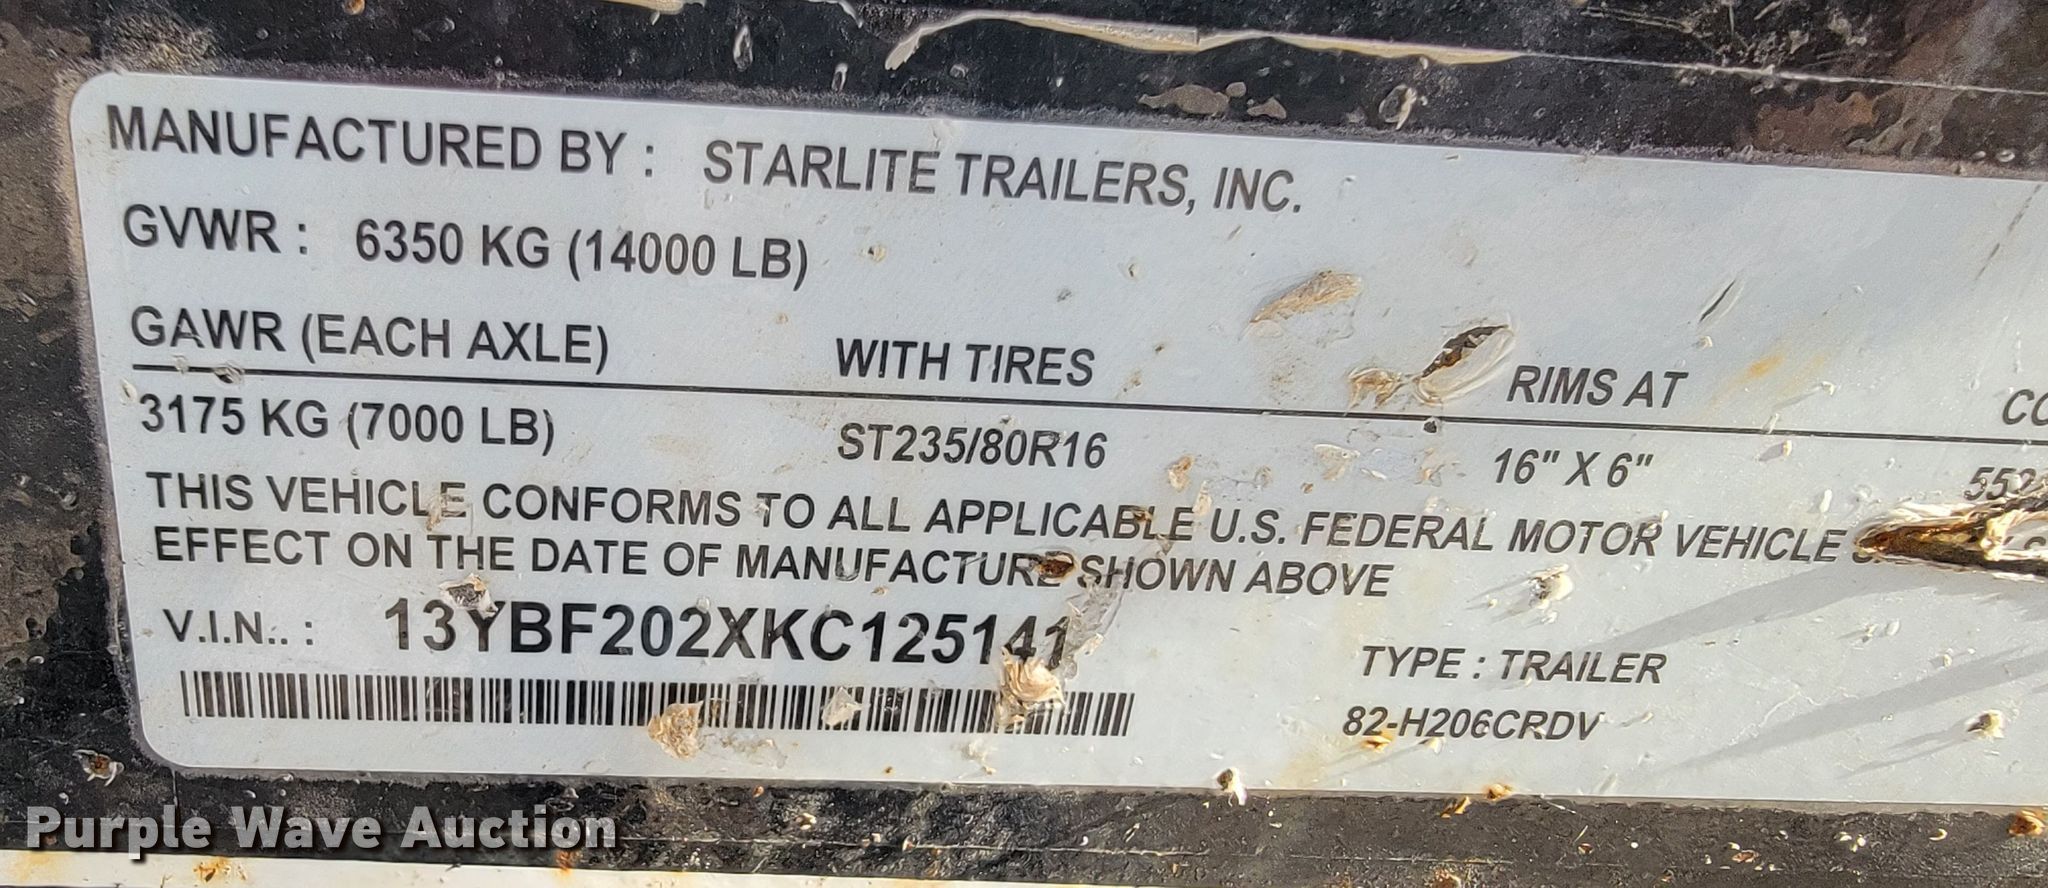 MANUFACTURED BY : STARLITE TRAILERS, INC.
GVWR : 6350 KG (14000 LB)
GAWR (EACH AXLE) WITH TIRES RIMS AT
3175 KG (7000 LB) ST235/80R16 16" X 6"
THIS VEHICLE CONFORMS TO ALL APPLICABLE U.S. FEDERAL MOTOR VEHICLE
EFFECT ON THE DATE OF MANUFACTURE SHOWN ABOVE
V.I.N.. : 13YBF202XKC125141
TYPE : TRAILER
82-H206CRDV
Purple Wave Auction